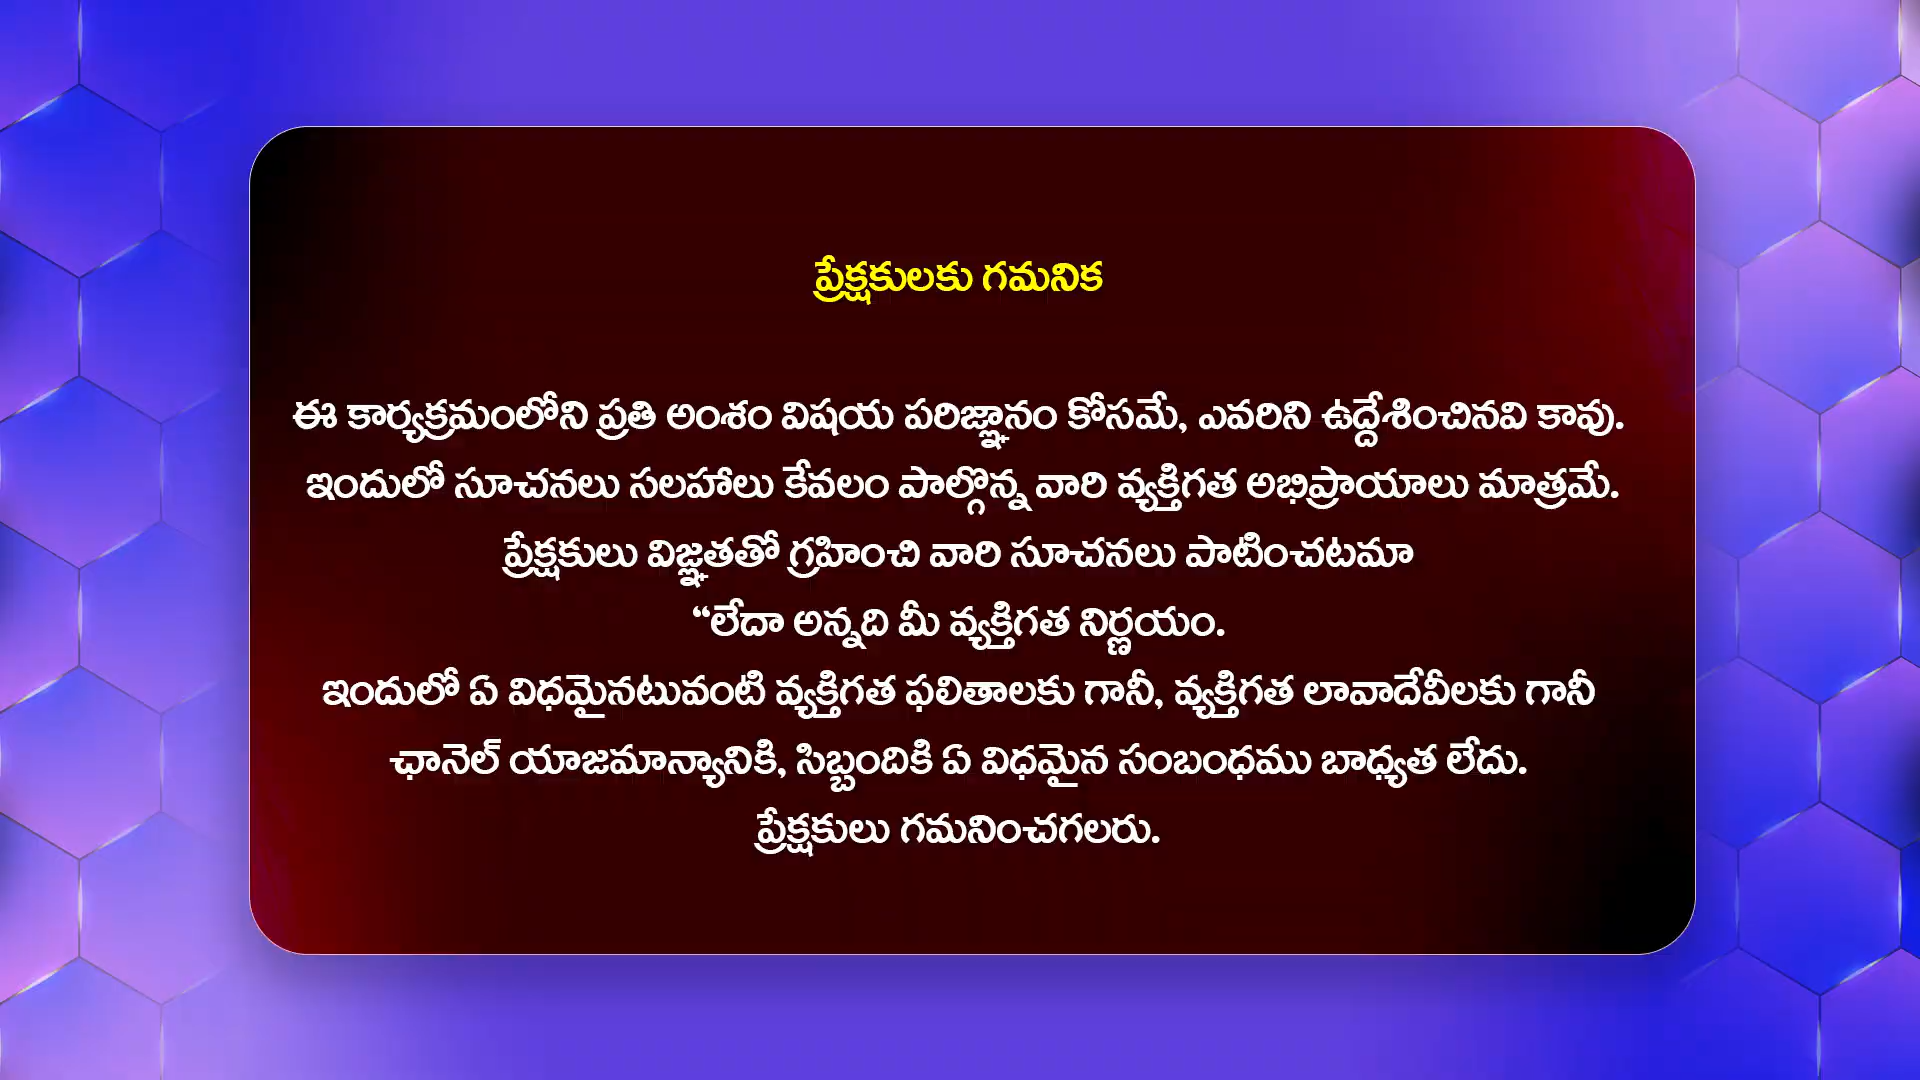 ప్రేక్షకులకు గమనిక
ఈ కార్యక్రమంలోని ప్రతి అంశం విషయ పరిజ్ఞానం కోసమే, ఎవరిని ఉద్దేశించినవి కావు.
ఇందులో సూచనలు సలహాలు కేవలం పాల్గొన్న వారి వ్యక్తిగత అభిప్రాయాలు మాత్రమే.
ప్రేక్షకులు విజ్ఞతతో గ్రహించి వారి సూచనలు పాటించటమా
“లేదా అన్నది మీ వ్యక్తిగత నిర్ణయం.
ఇందులో ఏ విధమైనటువంటి వ్యక్తిగత ఫలితాలకు గానీ, వ్యక్తిగత లావాదేవీలకు గానీ
ఛానెల్ యాజమాన్యానికి, సిబ్బందికి ఏ విధమైన సంబంధము బాధ్యత లేదు.
ప్రేక్షకులు గమనించగలరు.